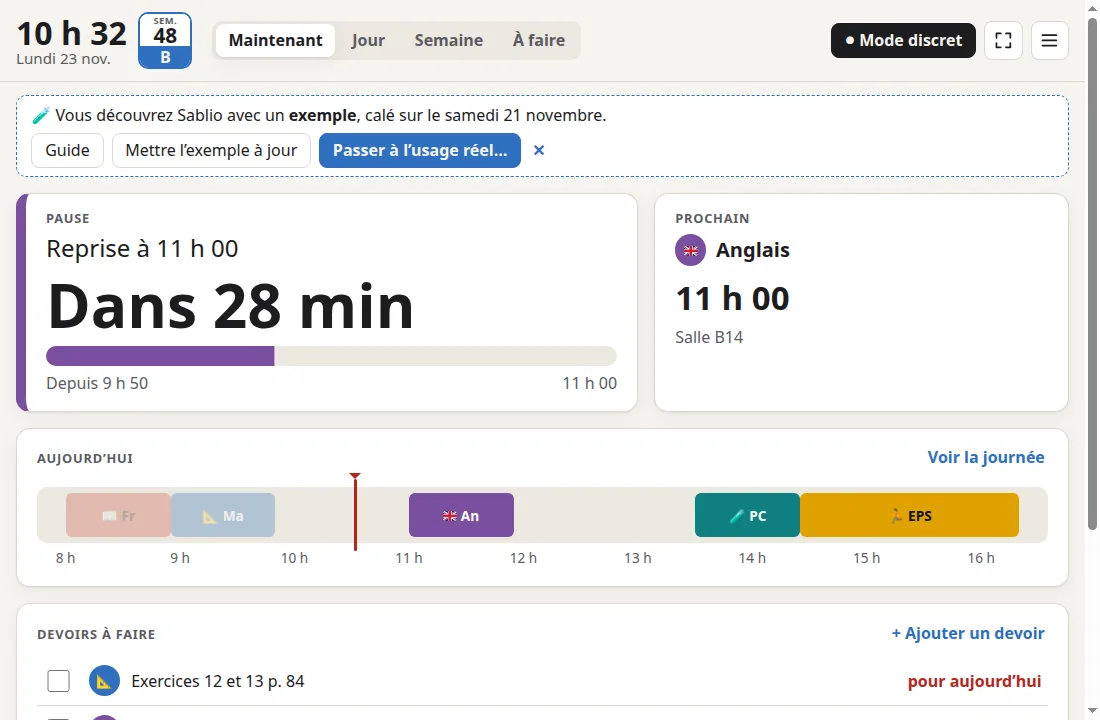 10 h 32
Lundi 23 nov.
SEM.
48
B
Maintenant
Jour
Semaine
À faire
Mode discret
Vous découvrez Sablio avec un exemple, calé sur le samedi 21 novembre.
Guide
Mettre l’exemple à jour
Passer à l’usage réel…
×
PAUSE
Reprise à 11 h 00
Dans 28 min
Depuis 9 h 50
11 h 00
PROCHAIN
Anglais
11 h 00
Salle B14
AUJOURD’HUI
Voir la journée
Fr
Ma
An
PC
EPS
8 h
9 h
10 h
11 h
12 h
13 h
14 h
15 h
16 h
DEVOIRS À FAIRE
+ Ajouter un devoir
Exercices 12 et 13 p. 84
pour aujourd’hui